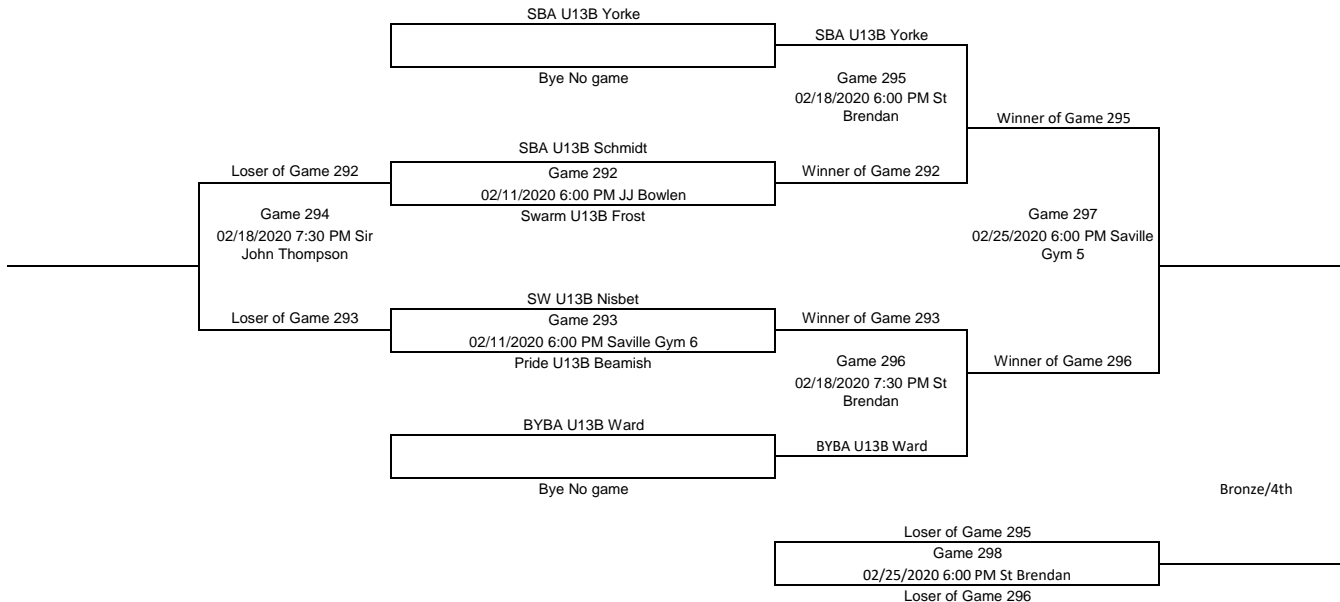 SBA U13B Yorke
SBA U13B Yorke
Bye No game
Game 295
02/18/2020 6:00 PM St
Brendan
Winner of Game 295
SBA U13B Schmidt
Loser of Game 292
Game 292
Winner of Game 292
02/11/2020 6:00 PM JJ Bowlen
Swarm U13B Frost
Game 294
02/18/2020 7:30 PM Sir
John Thompson
Game 297
02/25/2020 6:00 PM Saville
Gym 5
SW U13B Nisbet
Loser of Game 293
Game 293
Winner of Game 293
02/11/2020 6:00 PM Saville Gym 6
Pride U13B Beamish
Game 296
02/18/2020 7:30 PM St
Brendan
Winner of Game 296
BYBA U13B Ward
BYBA U13B Ward
Bye No game
Bronze/4th
Loser of Game 295
Game 298
02/25/2020 6:00 PM St Brendan
Loser of Game 296